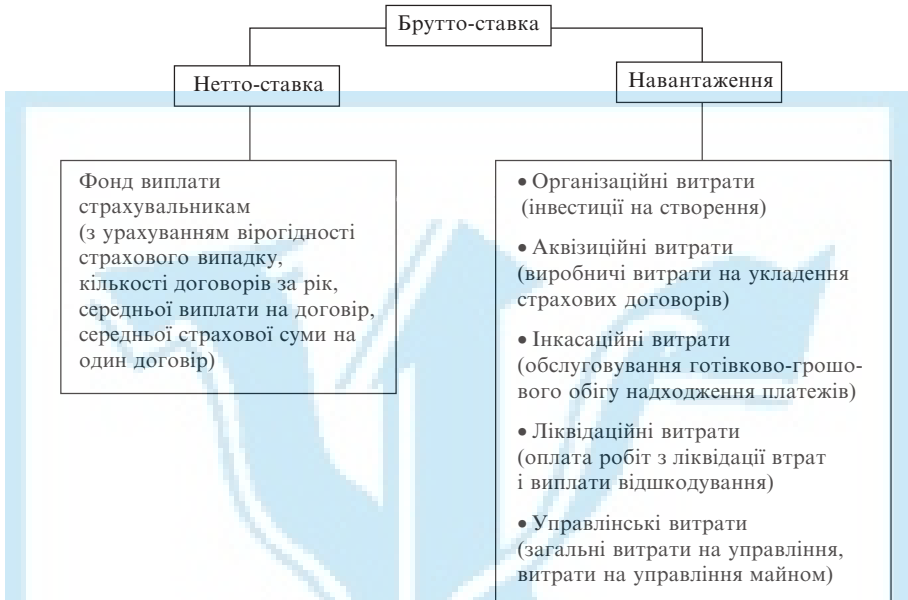 Брутто-ставка
Нетто-ставка
Навантаження
Фонд виплати
страхувальникам
(з урахуванням вірогідності
страхового випадку,
кількості договорів за рік,
середньої виплати на договір,
середньої страхової суми на
один договір)
• Організаційні витрати
(інвестиції на створення)
• Аквізиційні витрати
(виробничі витрати на укладення
страхових договорів)
• Інкасаційні витрати
(обслуговування готівково-грошо-
вого обігу надходження платежів)
• Ліквідаційні витрати
(оплата робіт з ліквідації втрат
і виплати відшкодування)
• Управлінські витрати
(загальні витрати на управління,
витрати на управління майном)